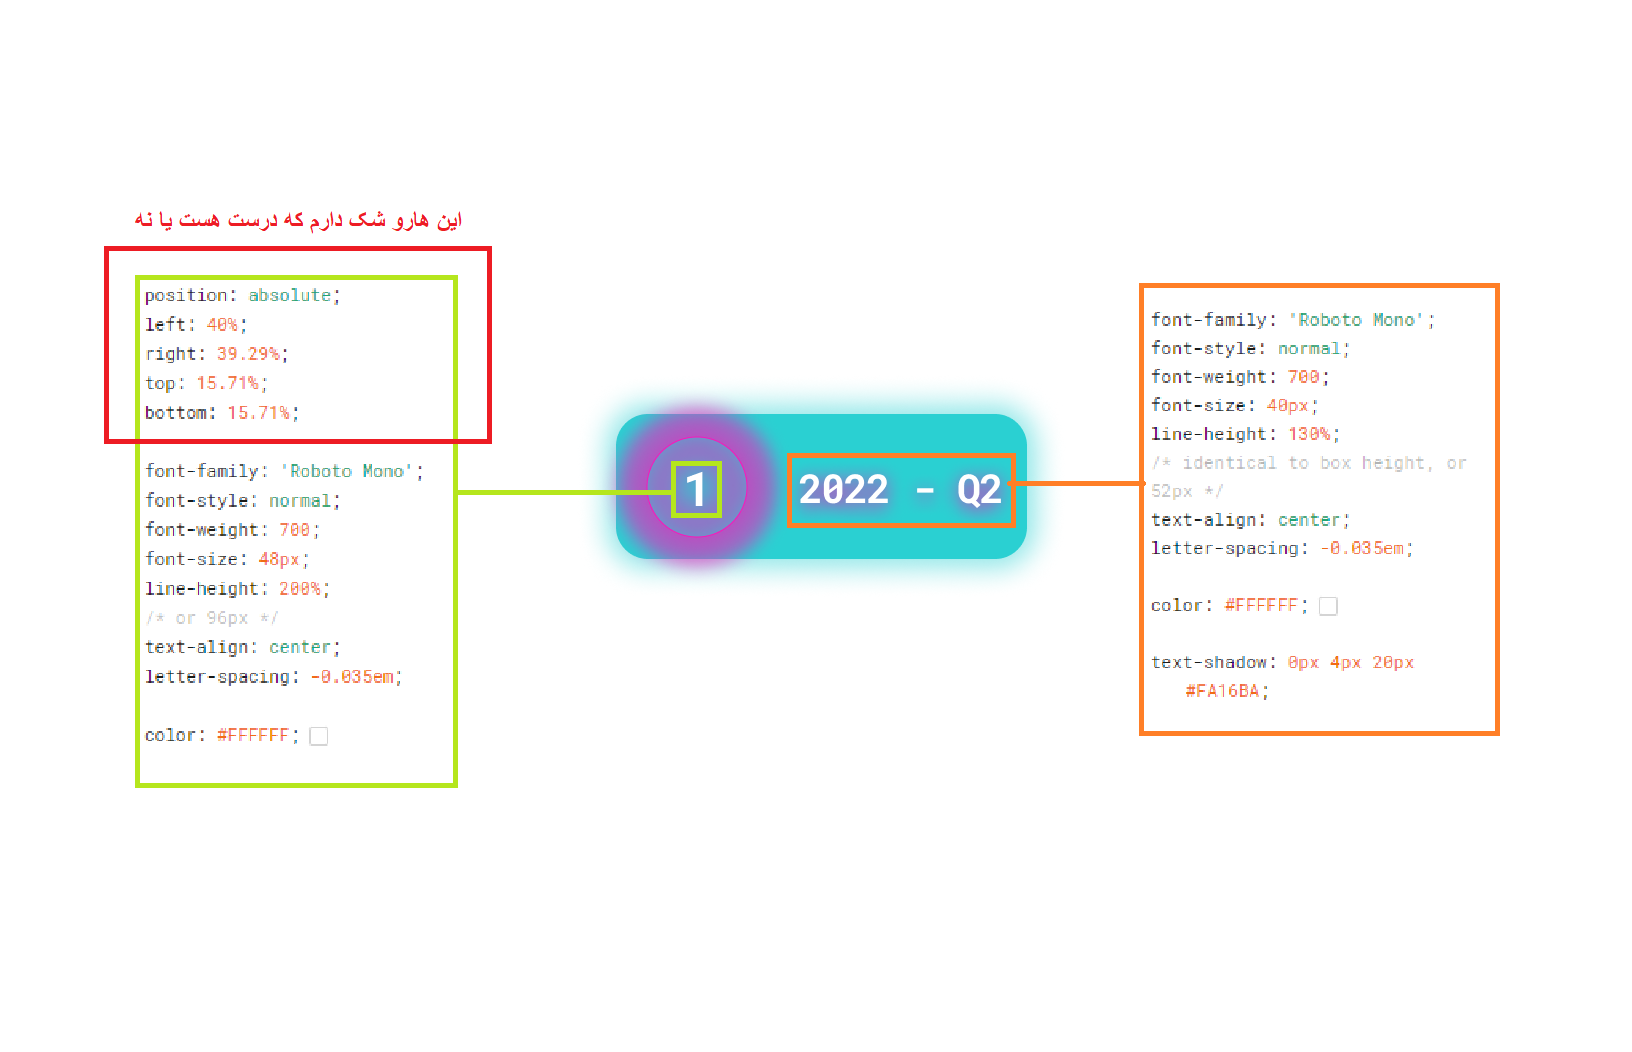 این هارو شک دارم که درست هست یا نه
position: absolute;
left: 40%;
right: 39.29%;
top: 15.71%;
bottom: 15.71%;
font-family: 'Roboto Mono';
font-style: normal;
font-weight: 700;
font-size: 48px;
line-height: 200%;
/* or 96px */
text-align: center;
letter-spacing: -0.035em;
color: #FFFFFF;
1
2022 - Q2
font-family: 'Roboto Mono';
font-style: normal;
font-weight: 700;
font-size: 40px;
line-height: 130%;
/* identical to box height, or
52px */
text-align: center;
letter-spacing: -0.035em;
color: #FFFFFF;
text-shadow: 0px 4px 20px
#FA16BA;